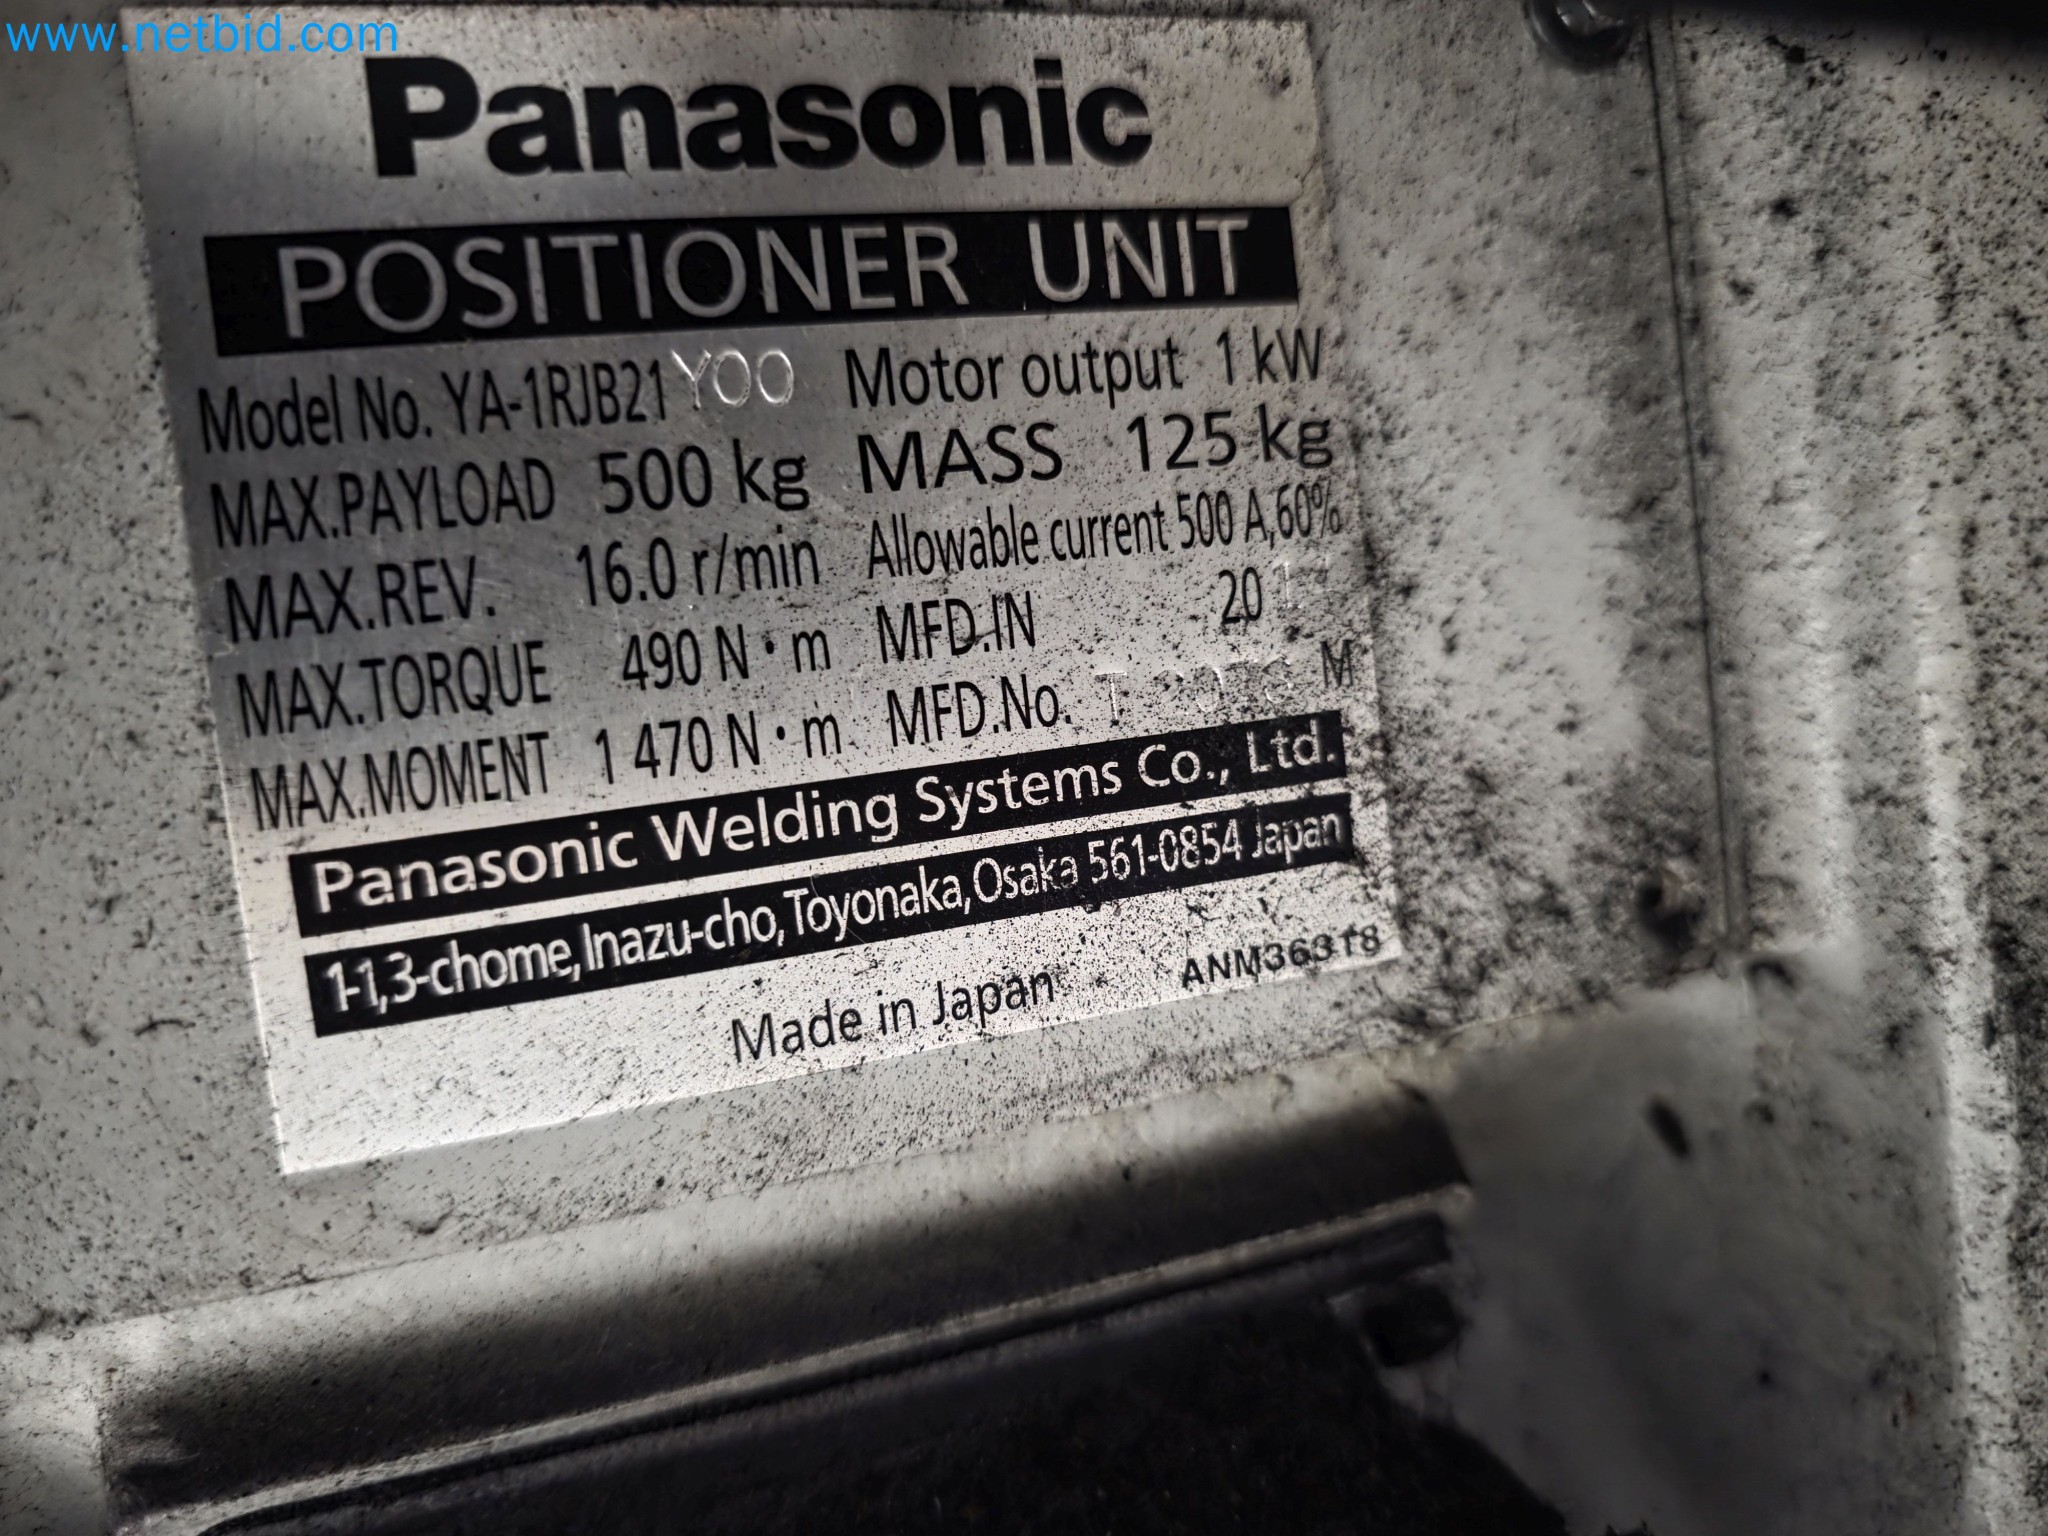 www.netbid.com
Panasonic
POSITIONER UNIT
Model No. YA-1RJB21 Y00 Motor output 1 kW
MAX.PAYLOAD 500 kg MASS 125 kg
MAX.REV. 16.0 r/min Allowable current 500 A,60%
MAX.TORQUE 490 N·m MFD.IN
MAX.MOMENT 1 470 N·m MFD.No. M
Panasonic Welding Systems Co., Ltd.
1-1,3-chome,Inazu-cho,Toyonaka,Osaka 561-0854 Japan
Made in Japan ANM36318